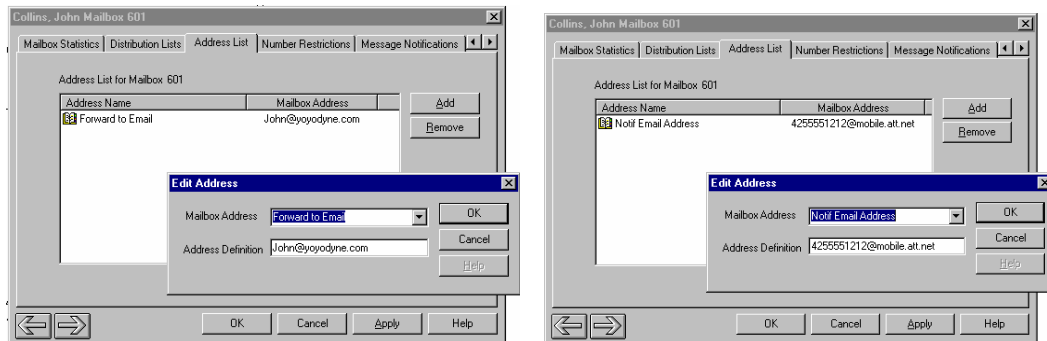 Collins, John Mailbox 601
Mailbox Statistics Distribution Lists Address List Number Restrictions Message Notifications
Address List for Mailbox 601
Address Name Mailbox Address
Forward to Email John@yoyodyne.com
Add
Remove
Edit Address
Mailbox Address Forward to Email OK
Address Definition John@yoyodyne.com Cancel
Help
OK Cancel Apply Help
Collins, John Mailbox 601
Mailbox Statistics Distribution Lists Address List Number Restrictions Message Notifications
Address List for Mailbox 601
Address Name Mailbox Address
Notif Email Address 4255551212@mobile.att.net
Add
Remove
Edit Address
Mailbox Address Notif Email Address OK
Address Definition 4255551212@mobile.att.net Cancel
Help
OK Cancel Apply Help